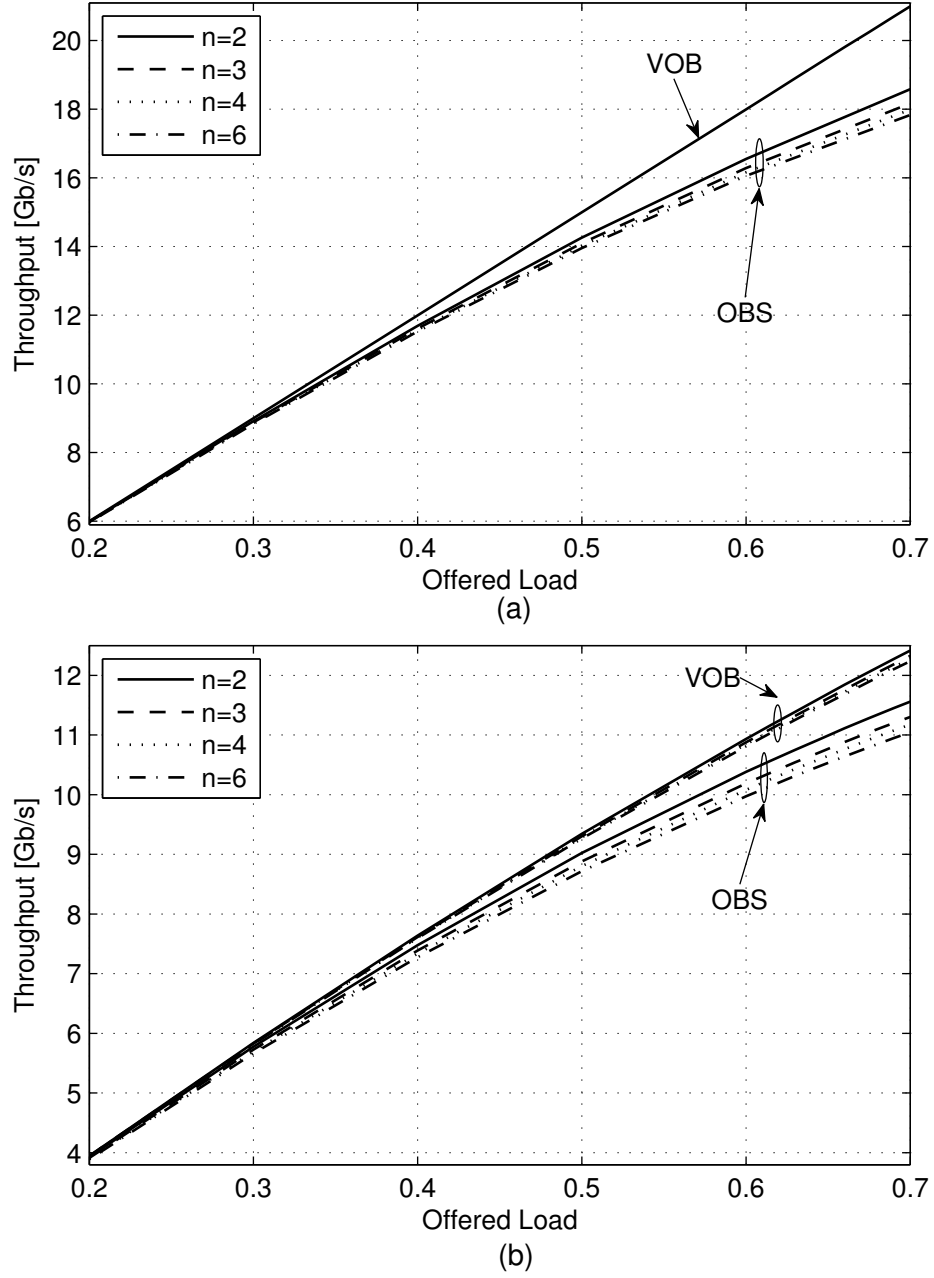 20
18
16
14
12
10
8
6
Throughput [Gb/s]
n=2
n=3
n=4
n=6
VOB
OBS
0.2 0.3 0.4 0.5 0.6 0.7
Offered Load
(a)
12
11
10
9
8
7
6
5
4
Throughput [Gb/s]
n=2
n=3
n=4
n=6
VOB
OBS
0.2 0.3 0.4 0.5 0.6 0.7
Offered Load
(b)